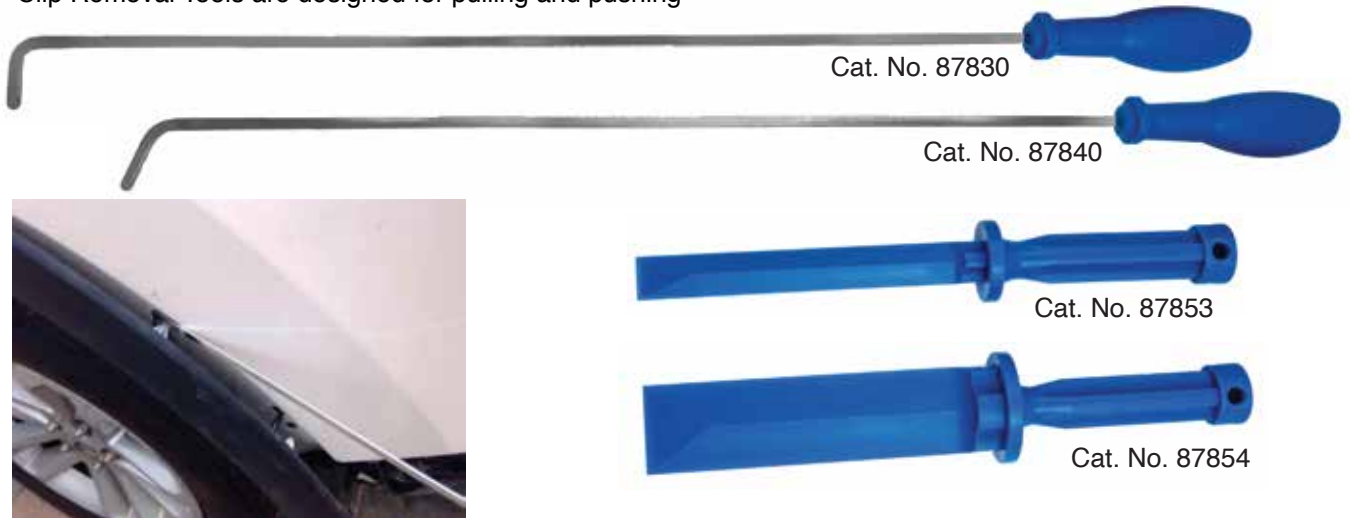 Clip Removal Tools are designed for pulling and pushing
Cat. No. 87830
Cat. No. 87840
Cat. No. 87853
Cat. No. 87854